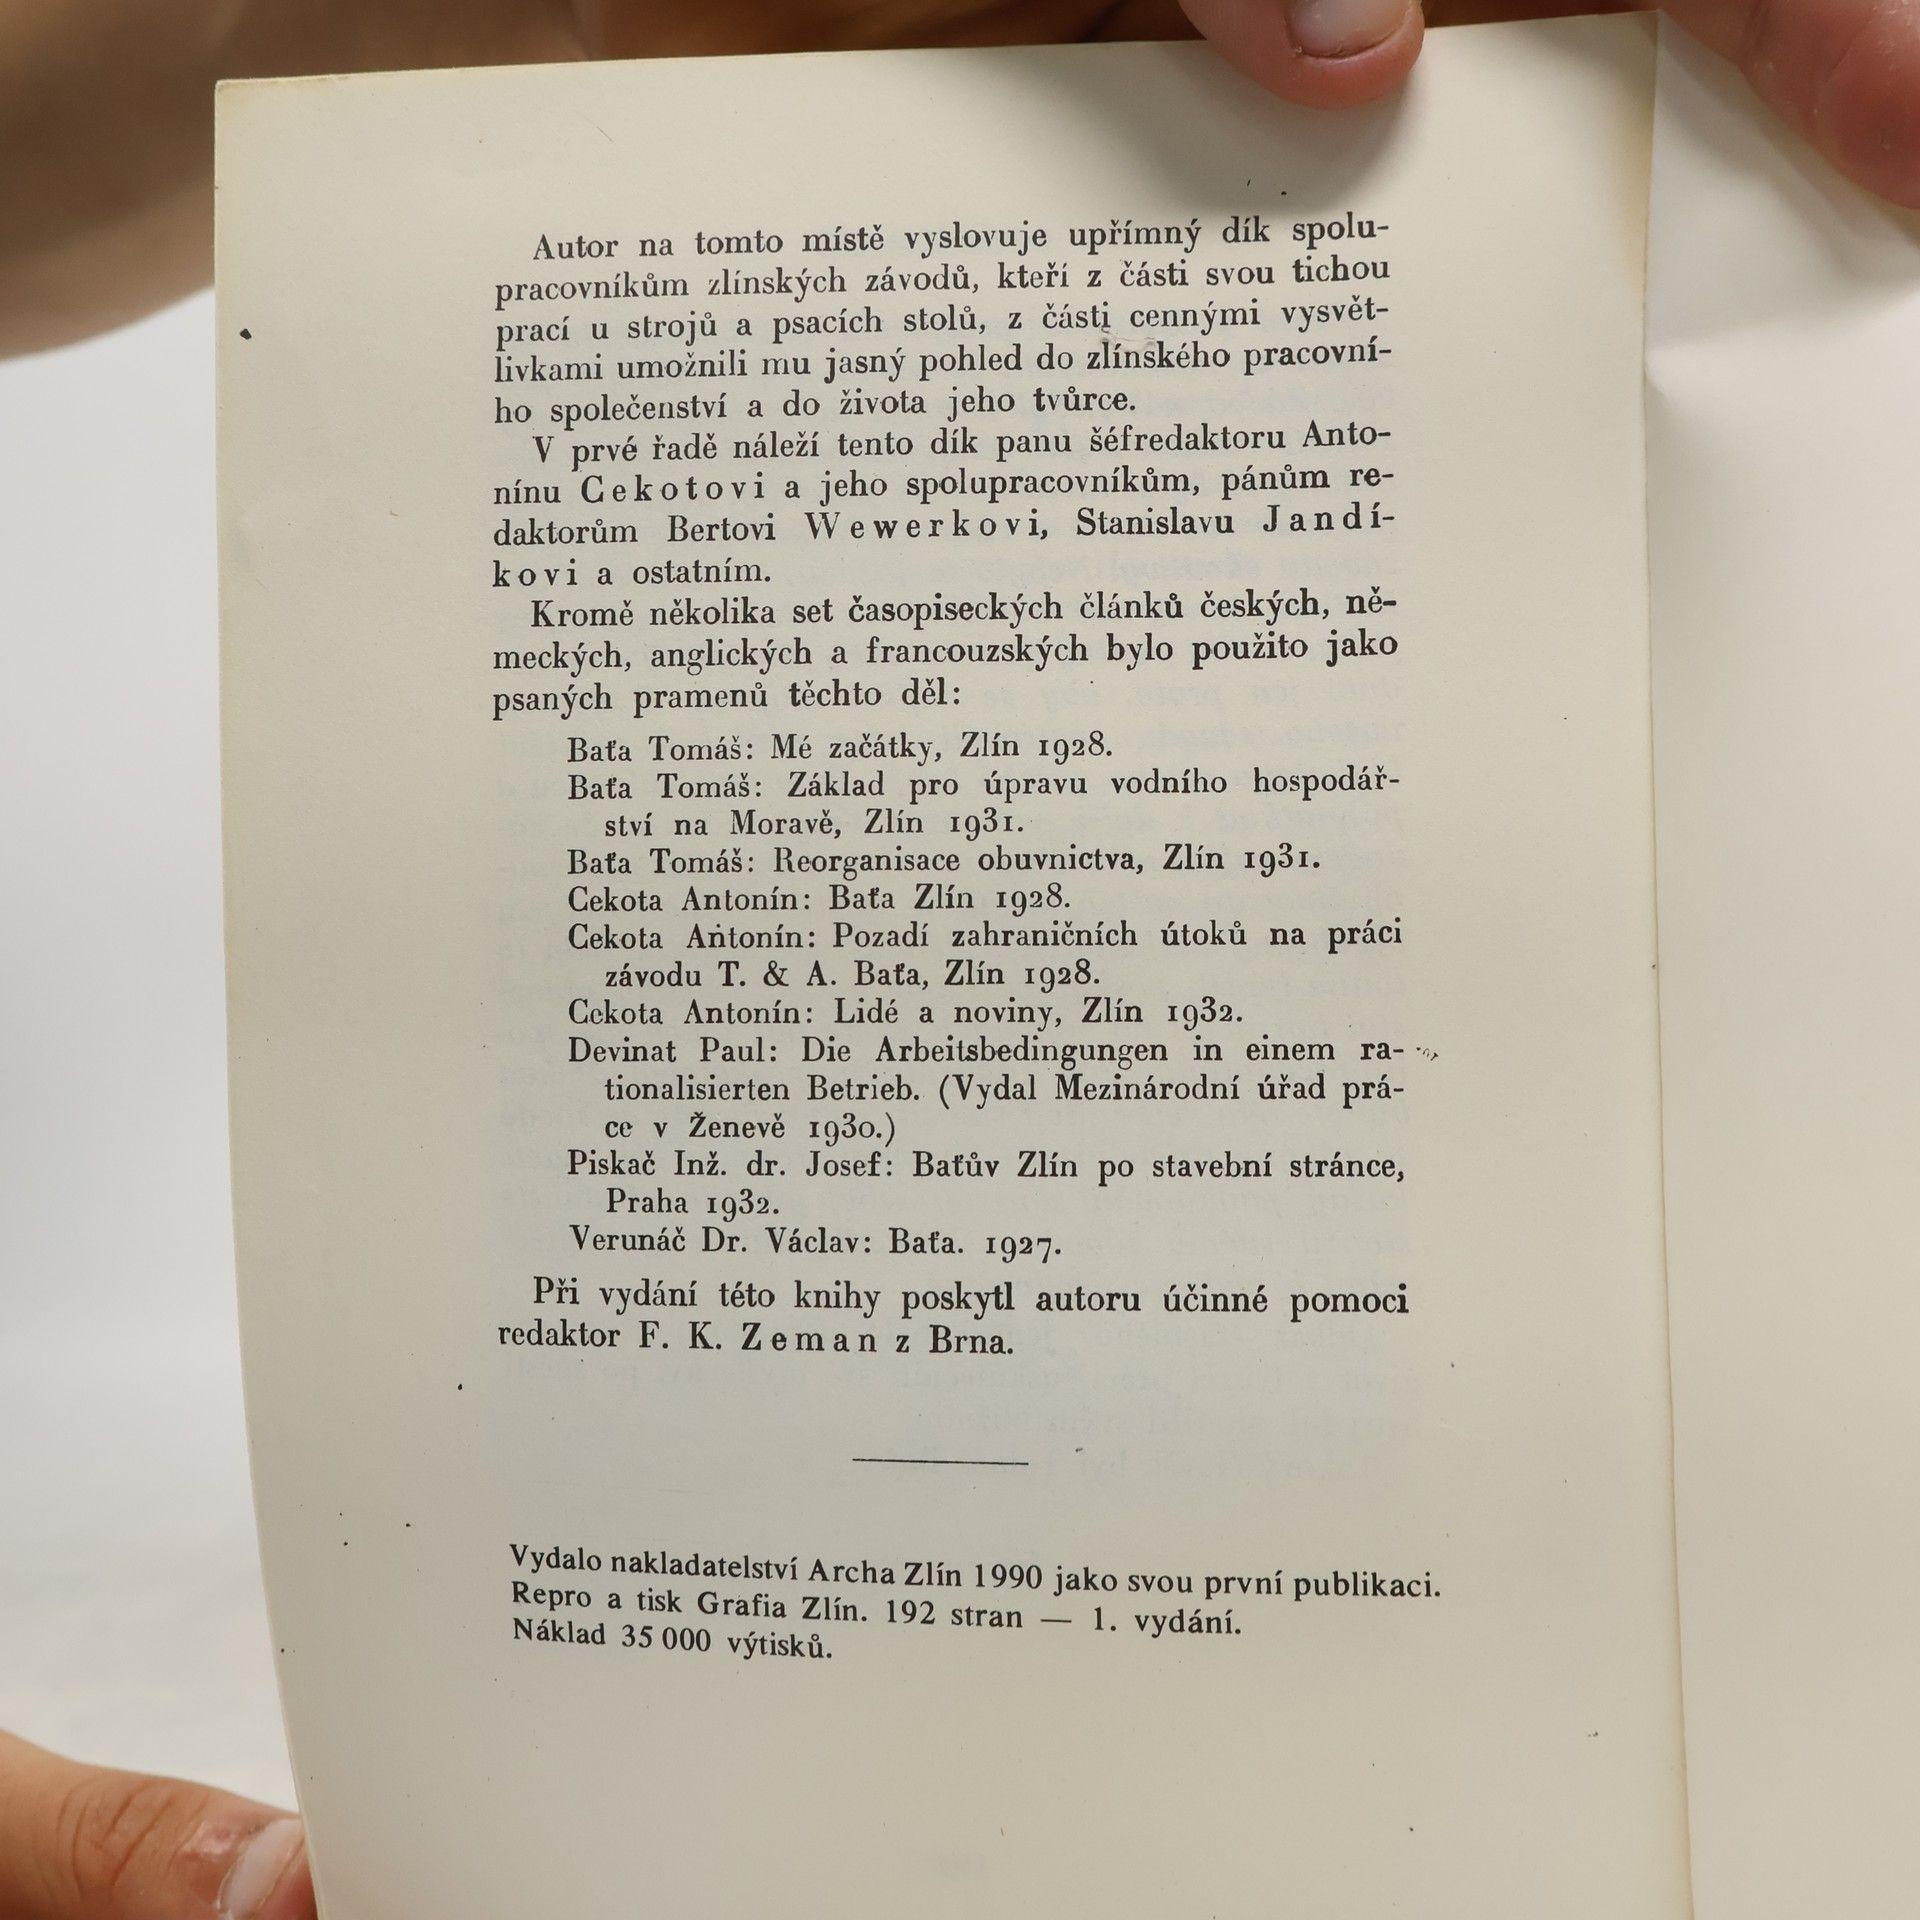 Autor na tomto místě vyslovuje upřímný dík spolu-
pracovníkům zlínských závodů, kteří z části svou tichou
prací u strojů a psacích stolů, z části cennými vysvět-
livkami umožnili mu jasný pohled do zlínského pracovní-
ho společenství a do života jeho tvůrce.
V prvé řadě náleží tento dík panu šéfredaktoru Anto-
nínu Cekotovi a jeho spolupracovníkům, pánům re-
daktorům Bertovi Wewerkovi, Stanislavu Jandí-
kovi a ostatním.
Kromě několika set časopiseckých článků českých, ně-
meckých, anglických a francouzských bylo použito jako
psaných pramenů těchto děl:
Baťa Tomáš: Mé začátky, Zlín 1928.
Baťa Tomáš: Základ pro úpravu vodního hospodář-
ství na Moravě, Zlín 1931.
Baťa Tomáš: Reorganisace obuvnictva, Zlín 1931.
Cekota Antonín: Baťa Zlín 1928.
Cekota Antonín: Pozadí zahraničních útoků na práci
závodu T. & A. Baťa, Zlín 1928.
Cekota Antonín: Lidé a noviny, Zlín 1932.
Devinat Paul: Die Arbeitsbedingungen in einem ra-
tionalisierten Betrieb. (Vydal Mezinárodní úřad prá-
ce v Ženevě 1930.)
Piskač Inž. dr. Josef: Baťův Zlín po stavební stránce,
Praha 1932.
Verunáč Dr. Václav: Baťa. 1927.
Při vydání této knihy poskytl autoru účinné pomoci
redaktor F. K. Zeman z Brna.
Vydalo nakladatelství Archa Zlín 1990 jako svou první publikaci.
Repro a tisk Grafia Zlín. 192 stran — 1. vydání.
Náklad 35 000 výtisků.